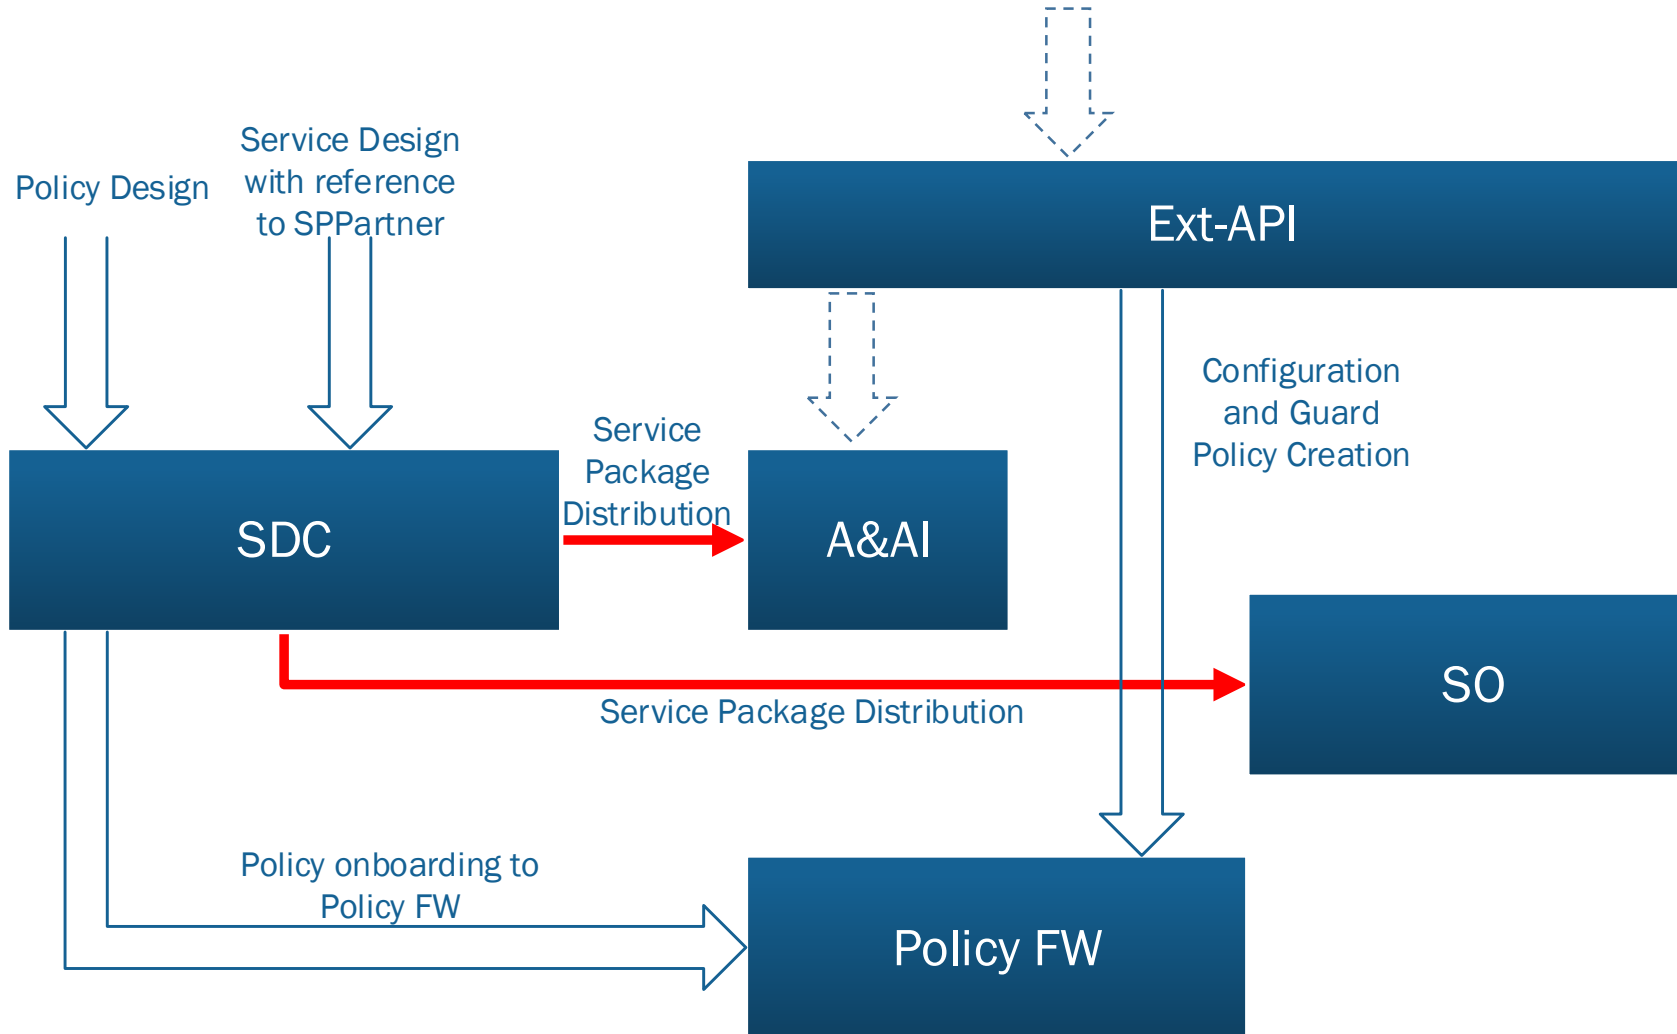 Policy Design
Service Design
with reference
to SPPartner
Ext-API
Configuration
and Guard
Policy Creation
Service
Package
Distribution
SDC
A&AI
SO
Service Package Distribution
Policy onboarding to
Policy FW
Policy FW